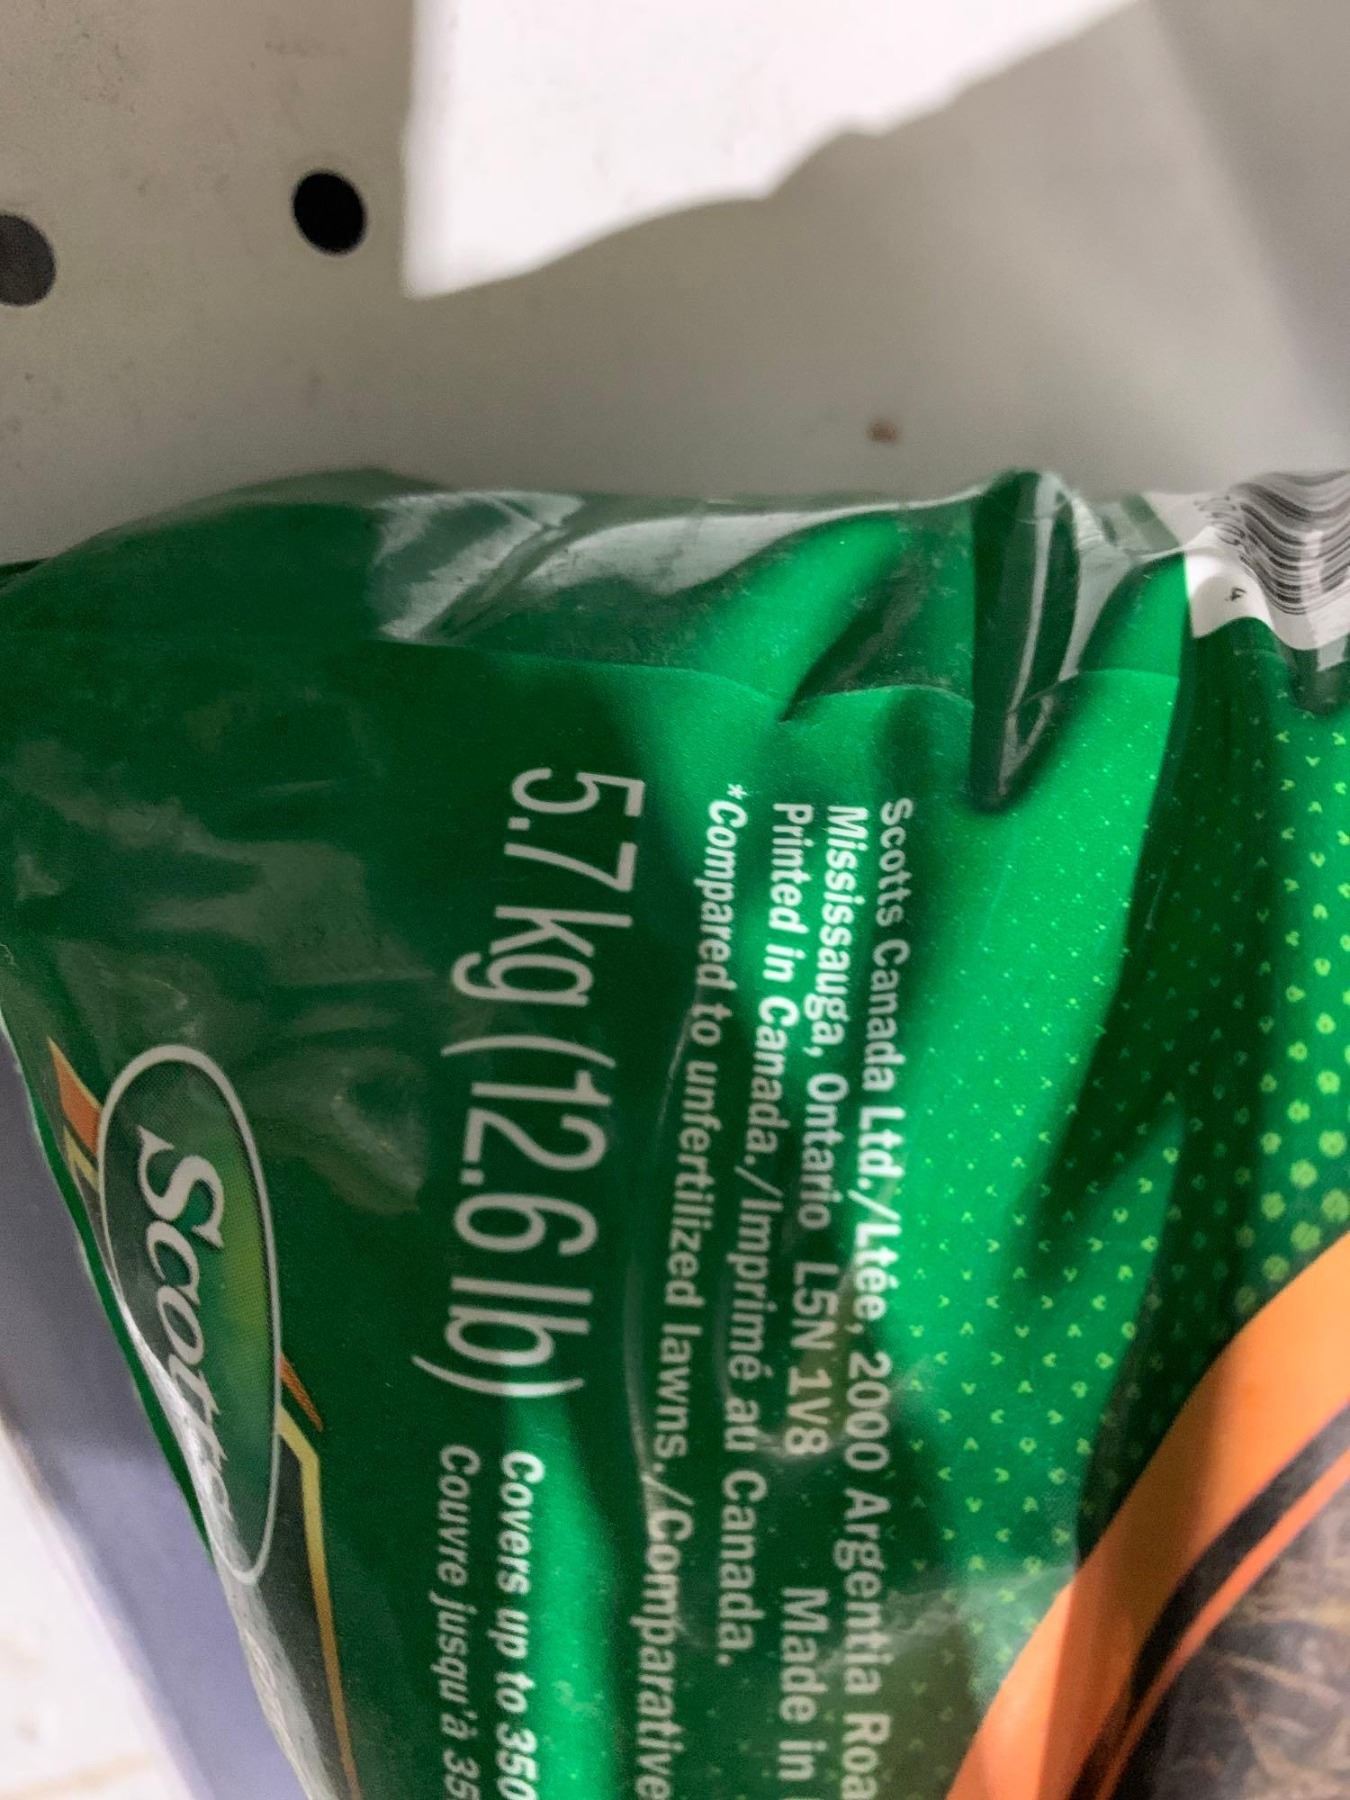 Scotts Canada Ltd./Ltée, 2000 Argentia Roa
Mississauga, Ontario L5N 1V8 Made in
Printed in Canada./Imprimé au Canada.
*Compared to unfertilized lawns./Comparative
5.7 kg (12.6 lb)
Covers up to 350
Couvre jusqu'à 35
Scotts
4